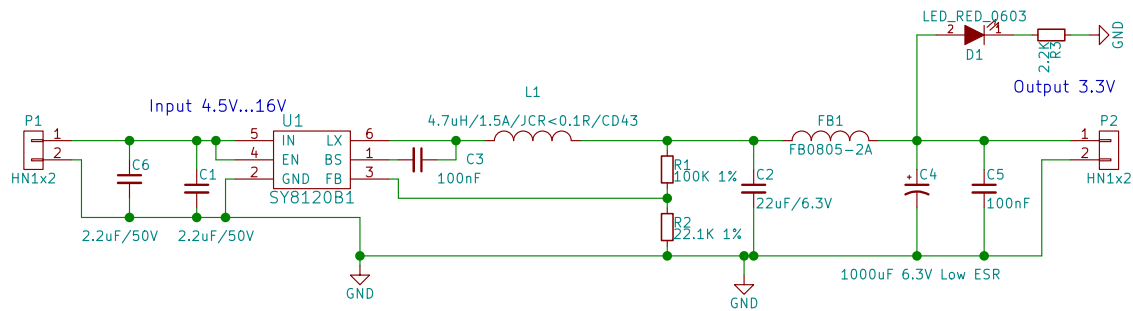 LED_RED_0603
2 1
D1
2.2K
R3
GND
Output 3.3V
Input 4.5V...16V
P1
1
2
HN1x2
C6
2.2uF/50V
C1
2.2uF/50V
U1
5 IN LX 6
4 EN BS 1
2 GND FB 3
SY8120B1
C3
100nF
L1
4.7uH/1.5A/JCR<0.1R/CD43
R1
100K 1%
R2
22.1K 1%
C2
22uF/6.3V
FB1
FB0805-2A
+
C4
1000uF 6.3V Low ESR
C5
100nF
P2
1
2
HN1x2
GND
GND